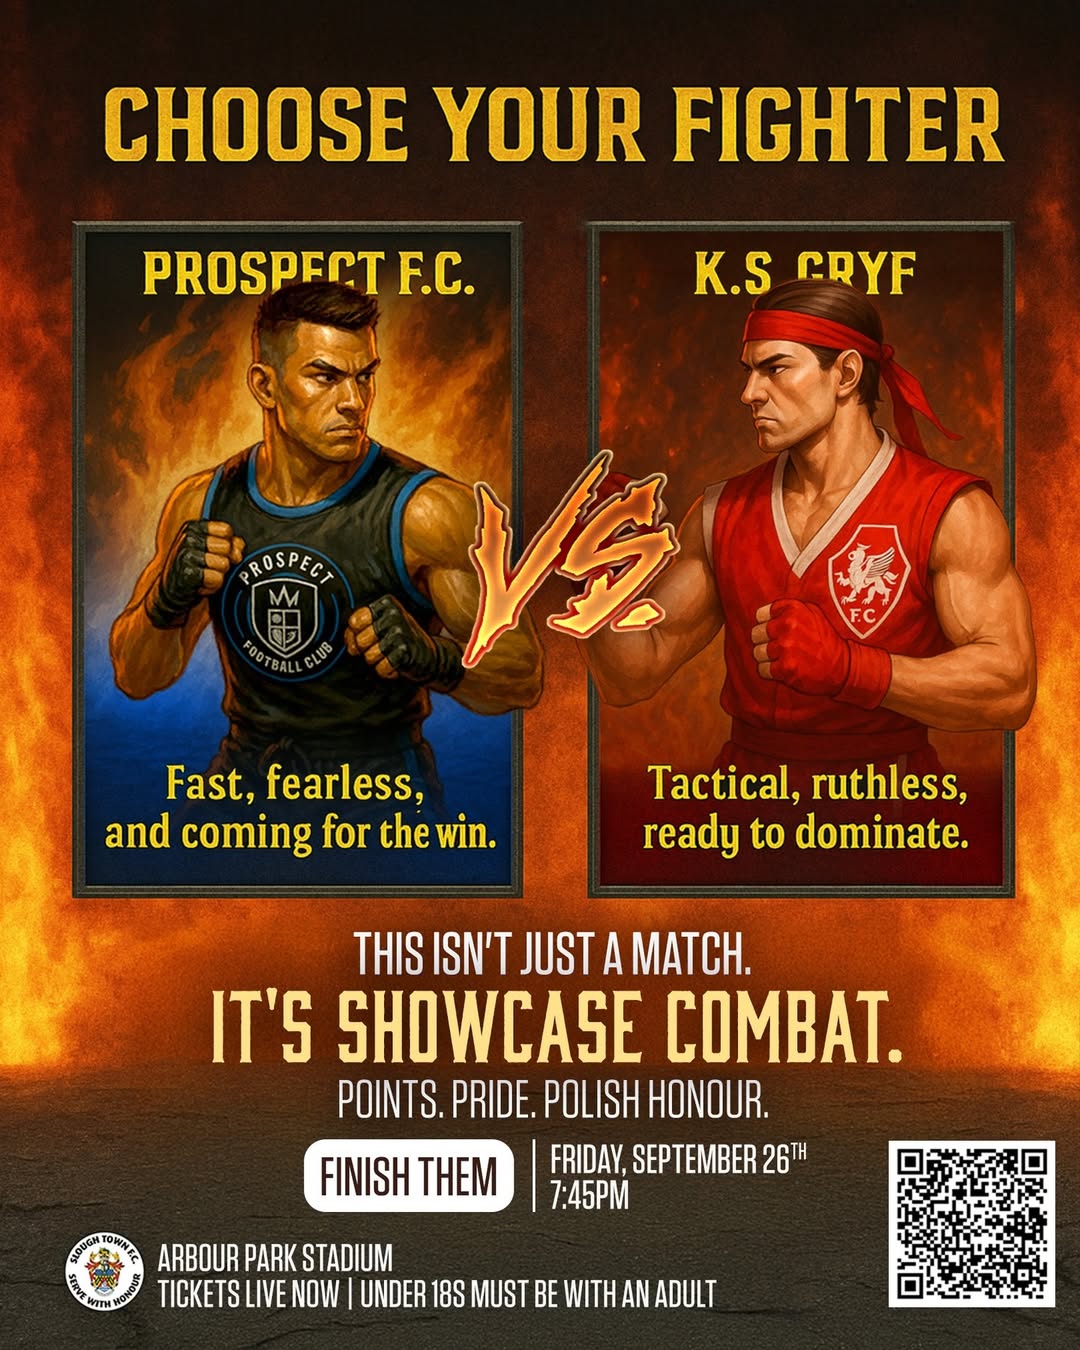 CHOOSE YOUR FIGHTER
PROSPECT F.C.
K.S. GRYF
VS.
PROSPECT
FOOTBALL CLUB
F.C
Fast, fearless,
and coming for the win.
Tactical, ruthless,
ready to dominate.
THIS ISN'T JUST A MATCH.
IT'S SHOWCASE COMBAT.
POINTS. PRIDE. POLISH HONOUR.
FINISH THEM
FRIDAY, SEPTEMBER 26TH
7:45PM
SLOUGH TOWN F.C.
SERVE WITH HONOUR
ARBOUR PARK STADIUM
TICKETS LIVE NOW | UNDER 18S MUST BE WITH AN ADULT